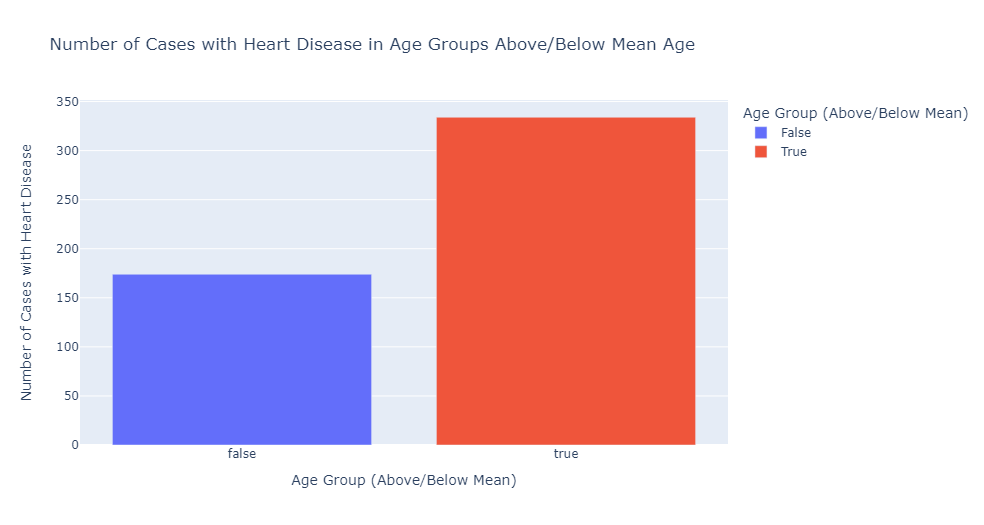 Number of Cases with Heart Disease in Age Groups Above/Below Mean Age
Number of Cases with Heart Disease
350
300
250
200
150
100
50
0
false
true
Age Group (Above/Below Mean)
Age Group (Above/Below Mean)
False
True